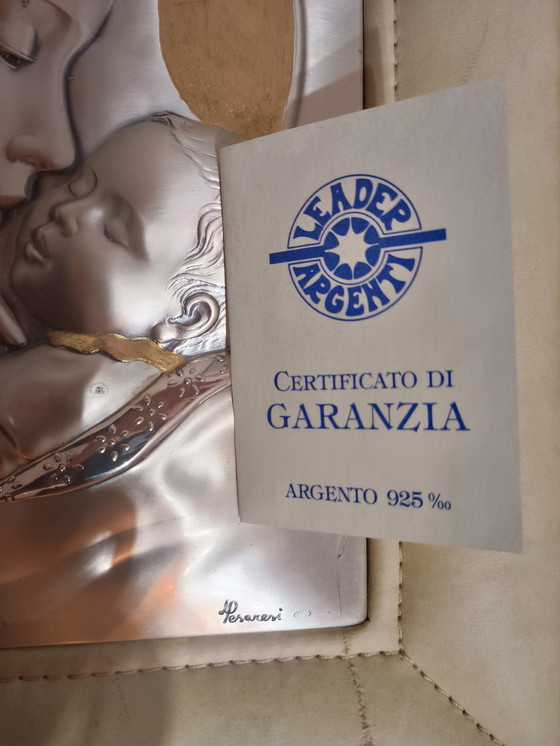 LEADER
ARGENTI
CERTIFICATO DI
GARANZIA
ARGENTO 925 ‰
Pesaresi